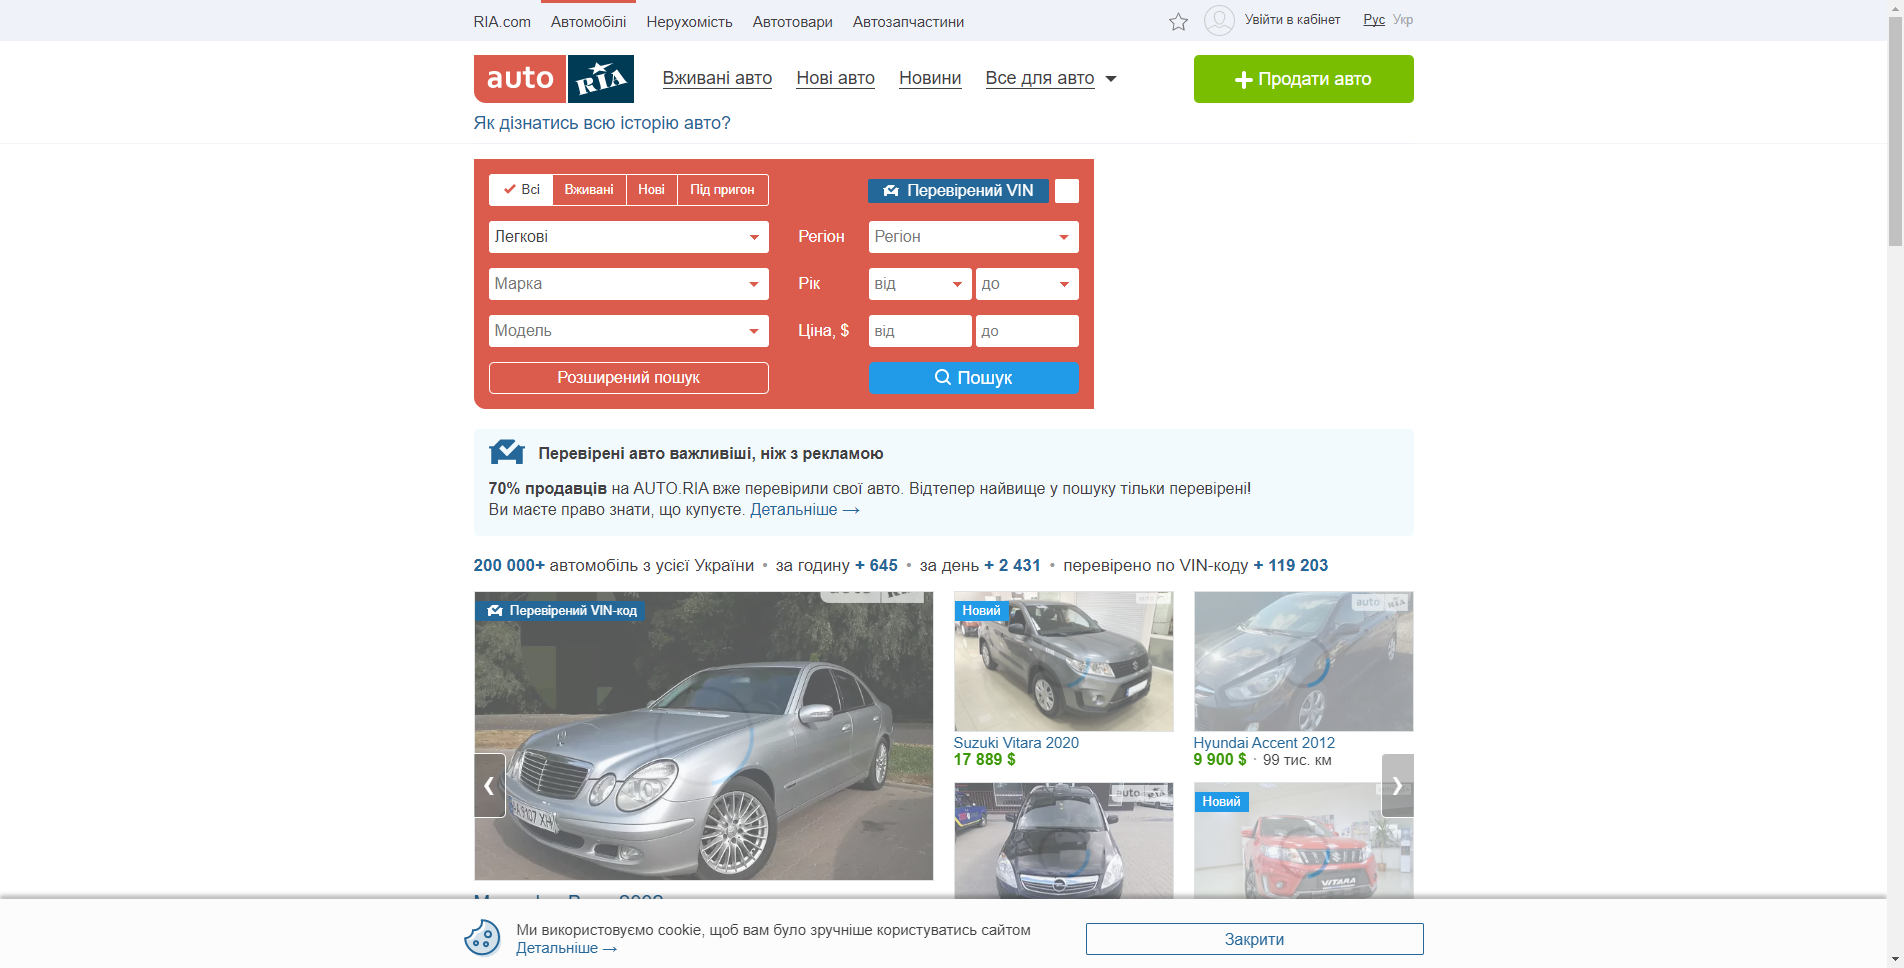 RIA.com Автомобілі Нерухомість Автотовари Автозапчастини Увійти в кабінет Рус Укр
auto RIA Вживані авто Нові авто Новини Все для авто Продати авто
Як дізнатись всю історію авто?
Всі Вживані Нові Під пригон Перевірений VIN
Легкові Регіон Регіон
Марка Рік від до
Модель Ціна, $ від до
Розширений пошук Пошук
Перевірені авто важливіші, ніж з рекламою
70% продавців на AUTO.RIA вже перевірили свої авто. Відтепер найвище у пошуку тільки перевірені!
Ви маєте право знати, що купуєте. Детальніше →
200 000+ автомобіль з усієї України • за годину + 645 • за день + 2 431 • перевірено по VIN-коду + 119 203
Перевірений VIN-код
Новий
auto RIA
Suzuki Vitara 2020
17 889 $
Hyundai Accent 2012
9 900 $ · 99 тис. км
auto RIA
Новий
VITARA
Ми використовуємо cookie, щоб вам було зручніше користуватись сайтом
Детальніше →
Закрити